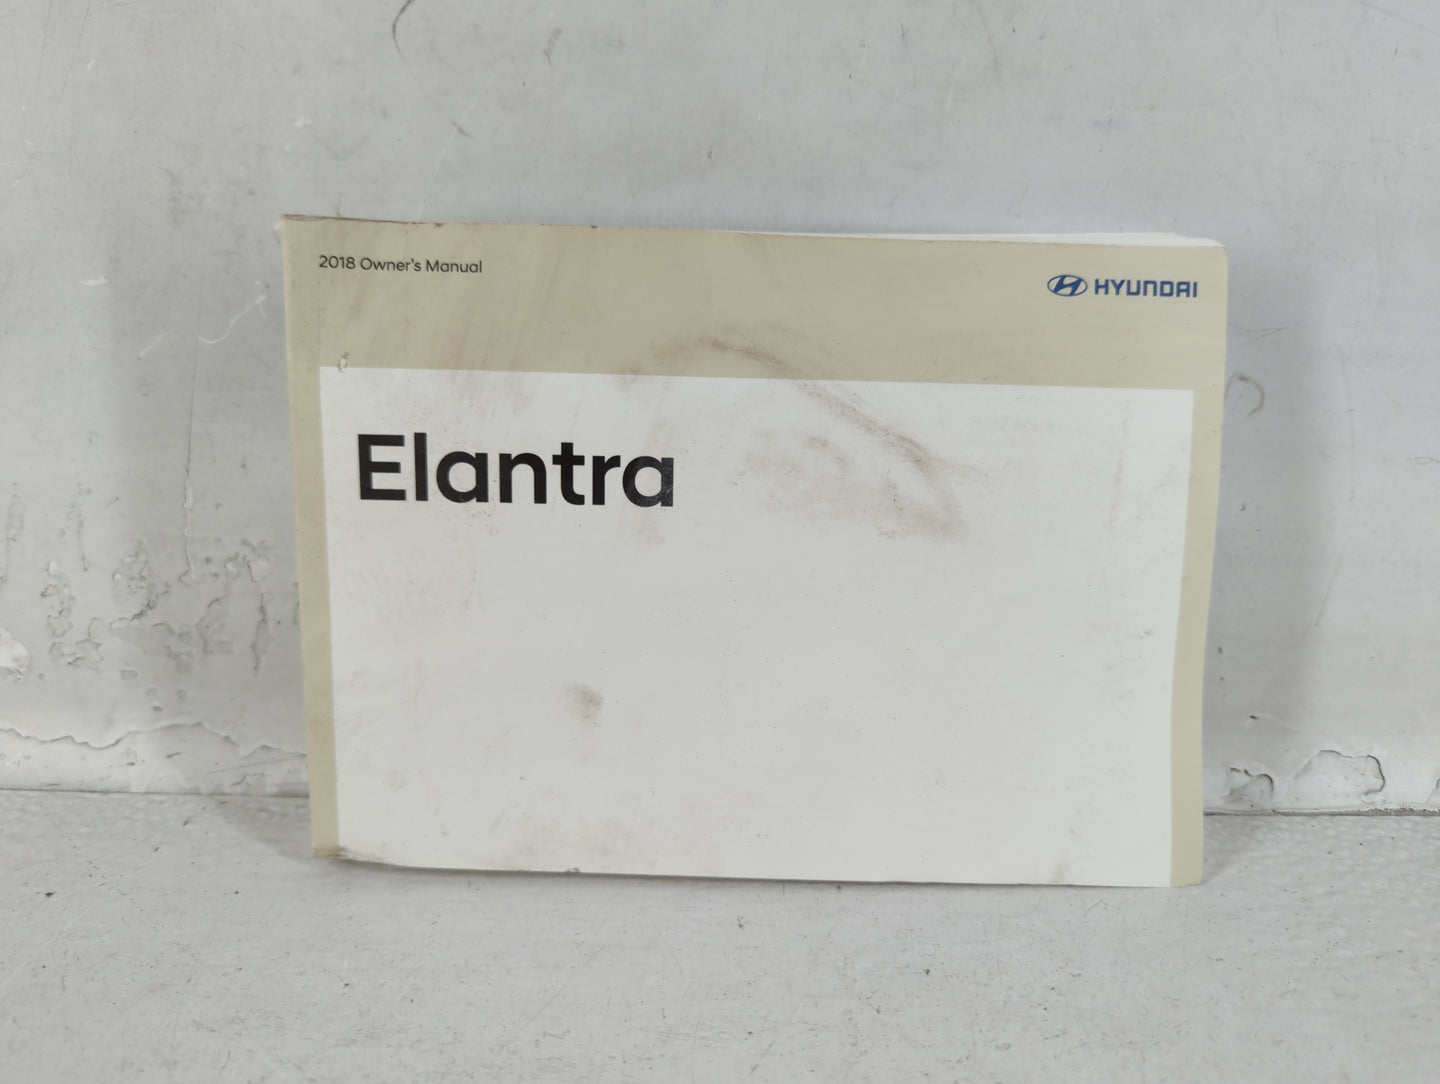 2018 Owner's Manual
HYUNDAI
Elantra